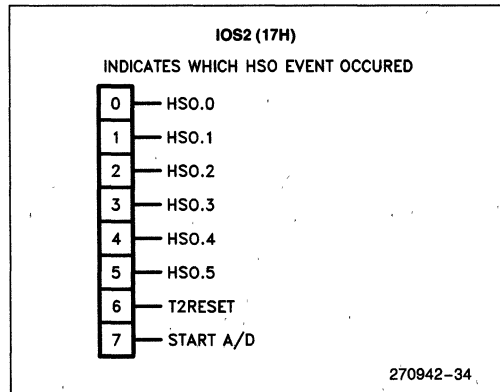 IOS2 (17H)
INDICATES WHICH HSO EVENT OCCURED
0 HSO.0
1 HSO.1
2 HSO.2
3 HSO.3
4 HSO.4
5 HSO.5
6 T2RESET
7 START A/D
270942-34